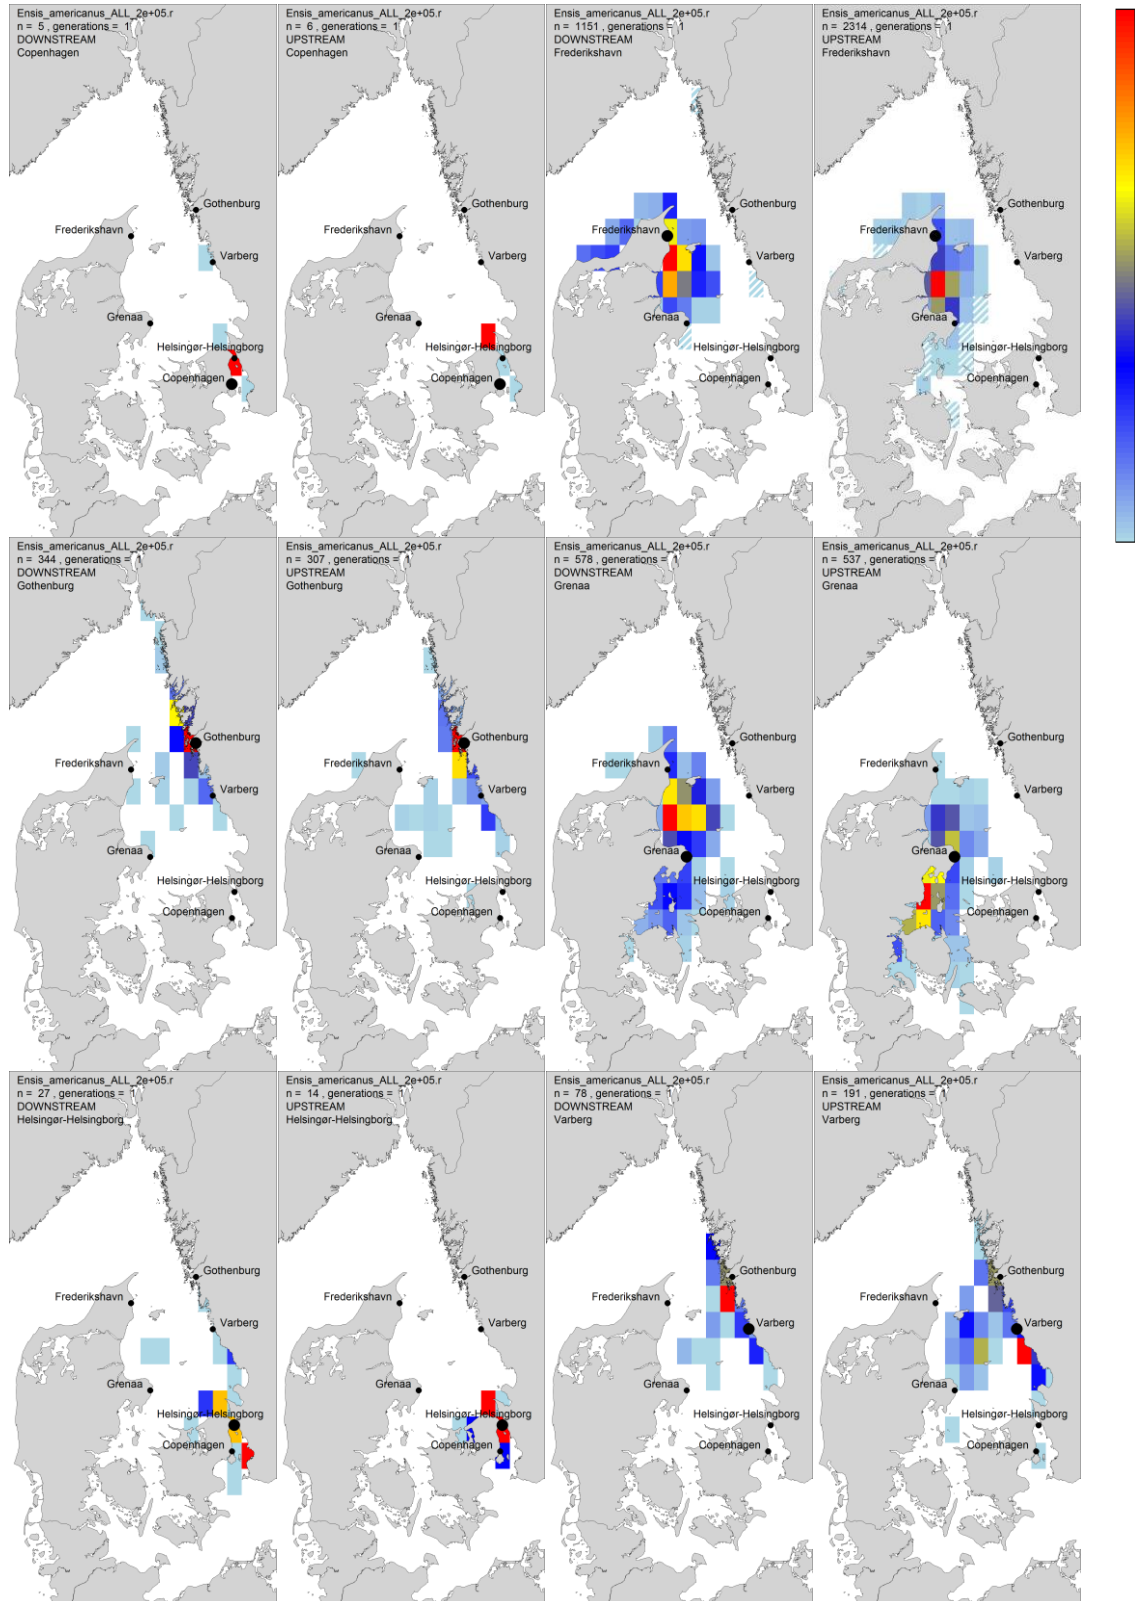 Ensis_americanus_ALL_2e+05.r
n = 5 , generations = 1
DOWNSTREAM
Copenhagen
Gothenburg
Frederikshavn
Varberg
Grenaa
Helsingør-Helsingborg
Copenhagen
Ensis_americanus_ALL_2e+05.r
n = 6 , generations = 1
UPSTREAM
Copenhagen
Gothenburg
Frederikshavn
Varberg
Grenaa
Helsingør-Helsingborg
Copenhagen
Ensis_americanus_ALL_2e+05.r
n = 1151 , generations = 1
DOWNSTREAM
Frederikshavn
Gothenburg
Frederikshavn
Varberg
Grenaa
Helsingør-Helsingborg
Copenhagen
Ensis_americanus_ALL_2e+05.r
n = 2314 , generations = 1
UPSTREAM
Frederikshavn
Gothenburg
Frederikshavn
Varberg
Grenaa
Helsingør-Helsingborg
Copenhagen
Ensis_americanus_ALL_2e+05.r
n = 344 , generations = 1
DOWNSTREAM
Gothenburg
Gothenburg
Frederikshavn
Varberg
Grenaa
Helsingør-Helsingborg
Copenhagen
Ensis_americanus_ALL_2e+05.r
n = 307 , generations = 1
UPSTREAM
Gothenburg
Gothenburg
Frederikshavn
Varberg
Grenaa
Helsingør-Helsingborg
Copenhagen
Ensis_americanus_ALL_2e+05.r
n = 578 , generations = 1
DOWNSTREAM
Grenaa
Gothenburg
Frederikshavn
Varberg
Grenaa
Helsingør-Helsingborg
Copenhagen
Ensis_americanus_ALL_2e+05.r
n = 537 , generations = 1
UPSTREAM
Grenaa
Gothenburg
Frederikshavn
Varberg
Grenaa
Helsingør-Helsingborg
Copenhagen
Ensis_americanus_ALL_2e+05.r
n = 27 , generations = 1
DOWNSTREAM
Helsingør-Helsingborg
Gothenburg
Frederikshavn
Varberg
Grenaa
Helsingør-Helsingborg
Copenhagen
Ensis_americanus_ALL_2e+05.r
n = 14 , generations = 1
UPSTREAM
Helsingør-Helsingborg
Gothenburg
Frederikshavn
Varberg
Grenaa
Helsingør-Helsingborg
Copenhagen
Ensis_americanus_ALL_2e+05.r
n = 78 , generations = 1
DOWNSTREAM
Varberg
Gothenburg
Frederikshavn
Varberg
Grenaa
Helsingør-Helsingborg
Copenhagen
Ensis_americanus_ALL_2e+05.r
n = 191 , generations = 1
UPSTREAM
Varberg
Gothenburg
Frederikshavn
Varberg
Grenaa
Helsingør-Helsingborg
Copenhagen